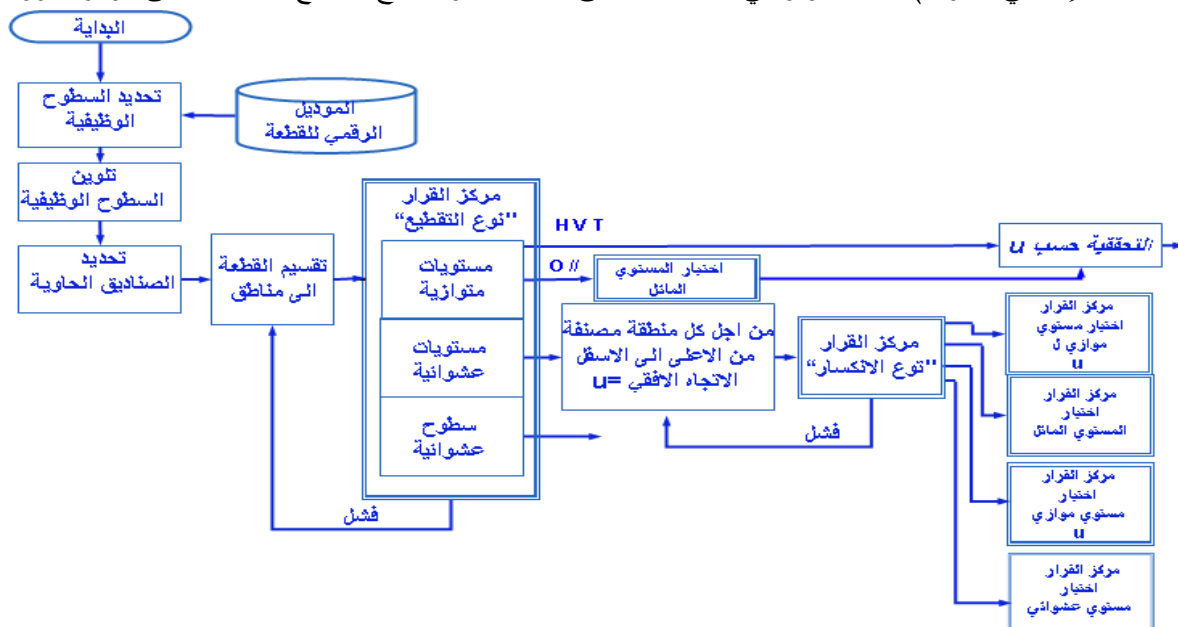 البداية
تحديد السطوح
الوظيفية
الموديل
الرقمي للقطعة
تلوين
السطوح الوظيفية
تحديد
الصناديق الحاوية
تقسيم القطعة
الى مناطق
مركز القرار
"نوع التقطيع“
مستويات
متوازية
مستويات
عشوائية
سطوح
عشوائية
فشل
H V T
O //
اختيار المستوي
المائل
من اجل كل منطقة مصنفة
من الاعلى الى الاسفل
الاتجاه الافقي =u
مركز القرار
"نوع الانكسار“
فشل
التحققية حسب u
مركز القرار
اختيار مستوي
موازي ل
u
مركز القرار
اختيار
المستوي المائل
مركز القرار
اختيار
مستوي موازي
u
مركز القرار
اختيار
مستوي عشوائي